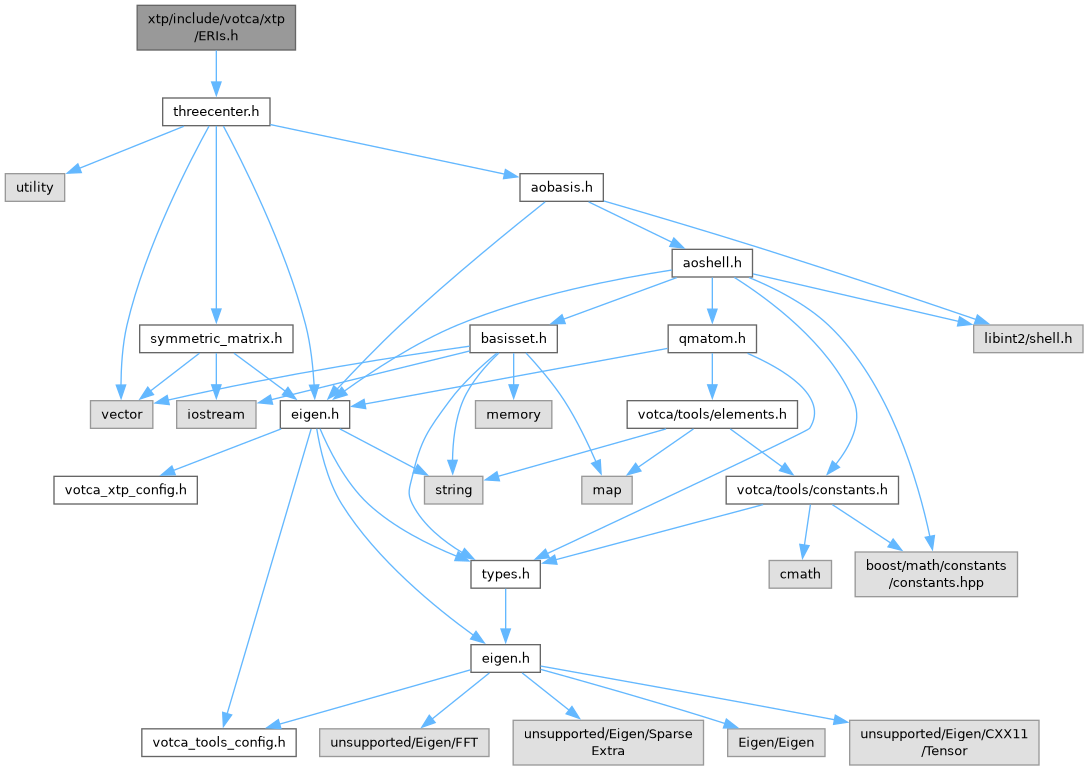 xtp/include/votca/xtp
/ERIs.h
threecenter.h
utility
aobasis.h
aoshell.h
symmetric_matrix.h
basisset.h
qmatom.h
libint2/shell.h
vector
iostream
eigen.h
memory
votca/tools/elements.h
votca_xtp_config.h
string
map
votca/tools/constants.h
types.h
cmath
boost/math/constants
/constants.hpp
eigen.h
votca_tools_config.h
unsupported/Eigen/FFT
unsupported/Eigen/Sparse
Extra
Eigen/Eigen
unsupported/Eigen/CXX11
/Tensor